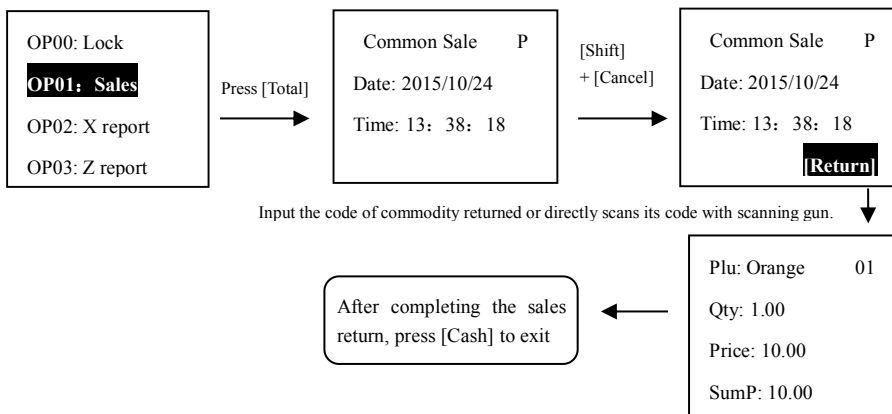 OP00: Lock
OP01：Sales
OP02: X report
OP03: Z report
Press [Total]
Common Sale P
Date: 2015/10/24
Time: 13：38：18
[Shift]
+ [Cancel]
Common Sale P
Date: 2015/10/24
Time: 13：38：18
[Return]
Input the code of commodity returned or directly scans its code with scanning gun.
Plu: Orange 01
Qty: 1.00
Price: 10.00
SumP: 10.00
After completing the sales
return, press [Cash] to exit